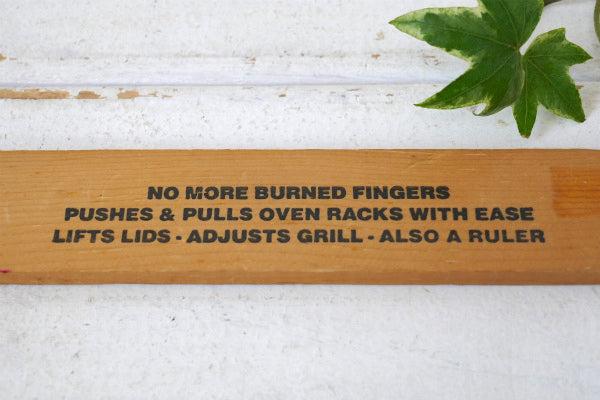 NO MORE BURNED FINGERS
PUSHES & PULLS OVEN RACKS WITH EASE
LIFTS LIDS - ADJUSTS GRILL - ALSO A RULER